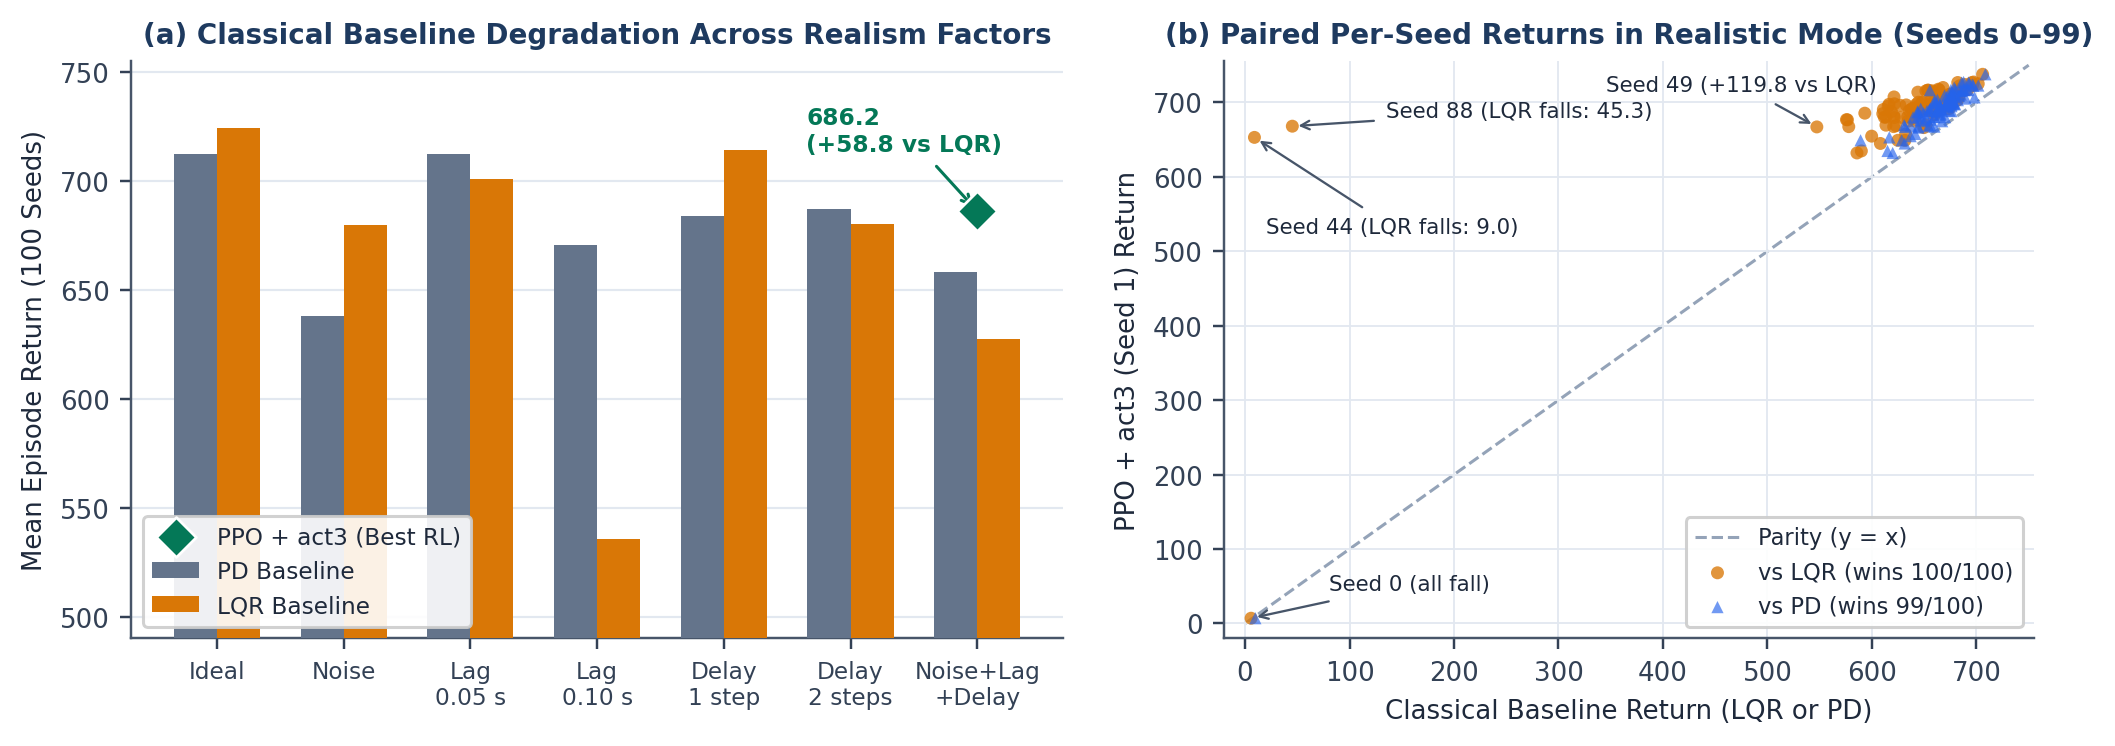 (a) Classical Baseline Degradation Across Realism Factors
Mean Episode Return (100 Seeds)
750
700
650
600
550
500
686.2
(+58.8 vs LQR)
PPO + act3 (Best RL)
PD Baseline
LQR Baseline
Ideal
Noise
Lag
0.05 s
Lag
0.10 s
Delay
1 step
Delay
2 steps
Noise+Lag
+Delay
(b) Paired Per-Seed Returns in Realistic Mode (Seeds 0–99)
PPO + act3 (Seed 1) Return
700
600
500
400
300
200
100
0
Seed 49 (+119.8 vs LQR)
Seed 88 (LQR falls: 45.3)
Seed 44 (LQR falls: 9.0)
Seed 0 (all fall)
Parity (y = x)
vs LQR (wins 100/100)
vs PD (wins 99/100)
0
100
200
300
400
500
600
700
Classical Baseline Return (LQR or PD)